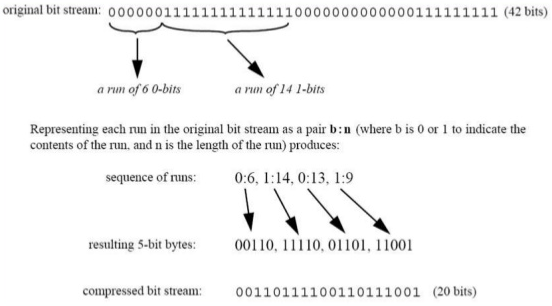 original bit stream: 000000111111111111110000000000000111111111 (42 bits)
a run of 6 0-bits a run of 14 1-bits
Representing each run in the original bit stream as a pair b:n (where b is 0 or 1 to indicate the
contents of the run, and n is the length of the run) produces:
sequence of runs: 0:6, 1:14, 0:13, 1:9
resulting 5-bit bytes: 00110, 11110, 01101, 11001
compressed bit stream: 00110111100110111001 (20 bits)